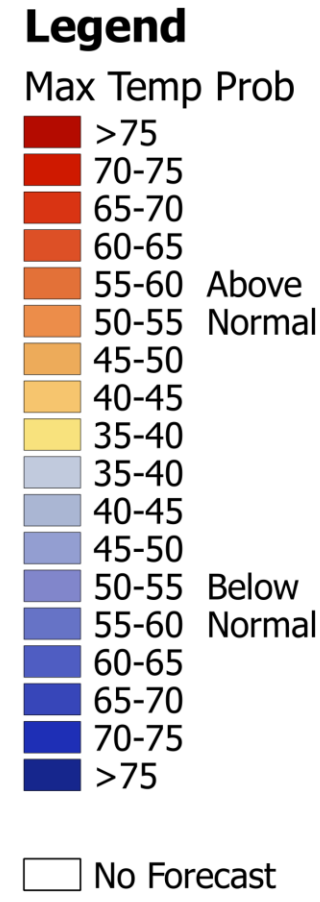 Legend
Max Temp Prob
>75
70-75
65-70
60-65
55-60 Above
50-55 Normal
45-50
40-45
35-40
35-40
40-45
45-50
50-55 Below
55-60 Normal
60-65
65-70
70-75
>75
No Forecast